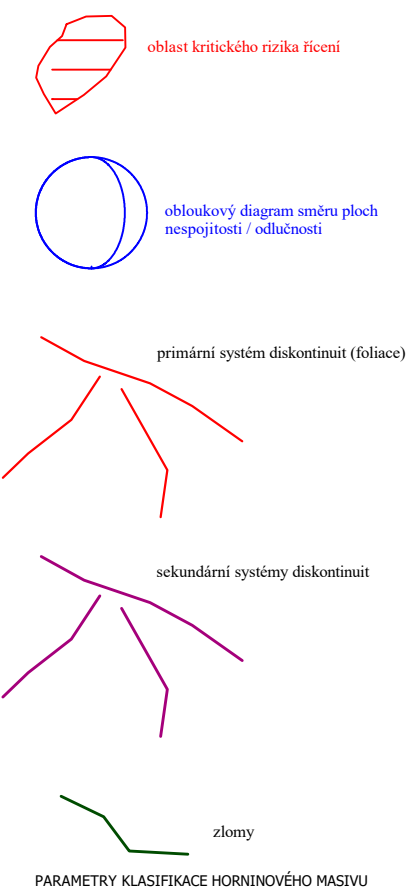 oblast kritického rizika řícení
obloukový diagram směru ploch
nespojitosti / odlučnosti
primární systém diskontinuit (foliace)
sekundární systémy diskontinuit
zlomy
PARAMETRY KLASIFIKACE HORNINOVÉHO MASIVU